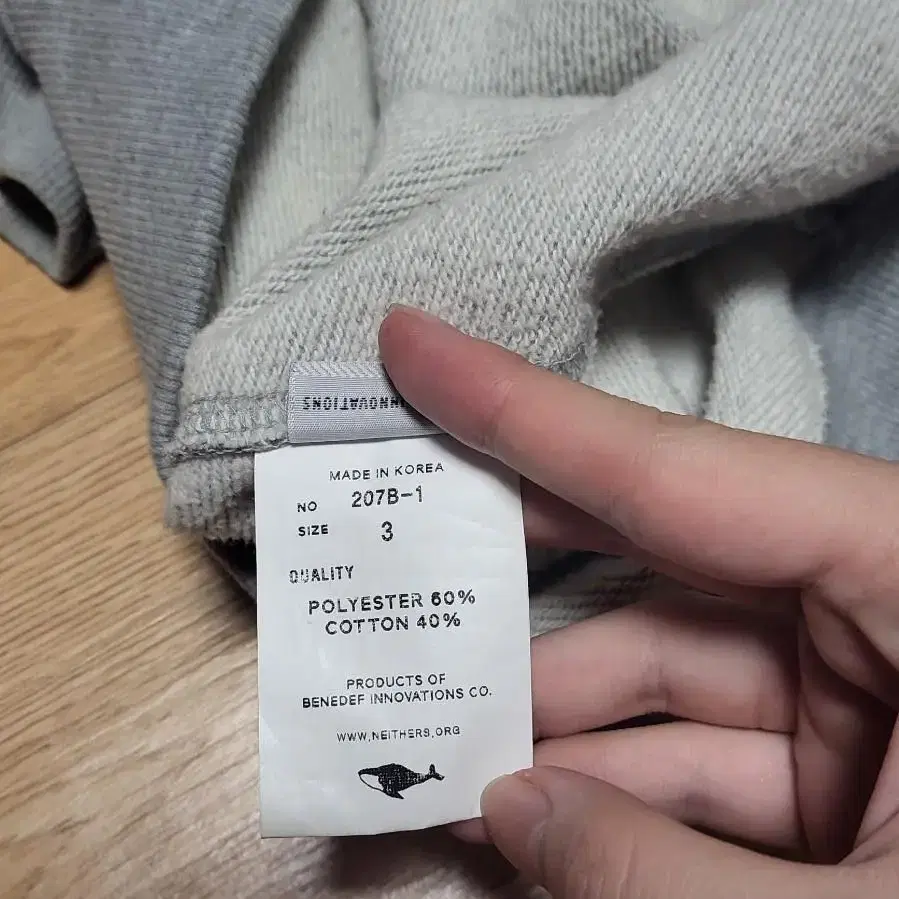 INNOVATIONS
MADE IN KOREA
NO 207B-1
SIZE 3
QUALITY
POLYESTER 60%
COTTON 40%
PRODUCTS OF
BENEDEF INNOVATIONS CO.
WWW.NEITHERS.ORG